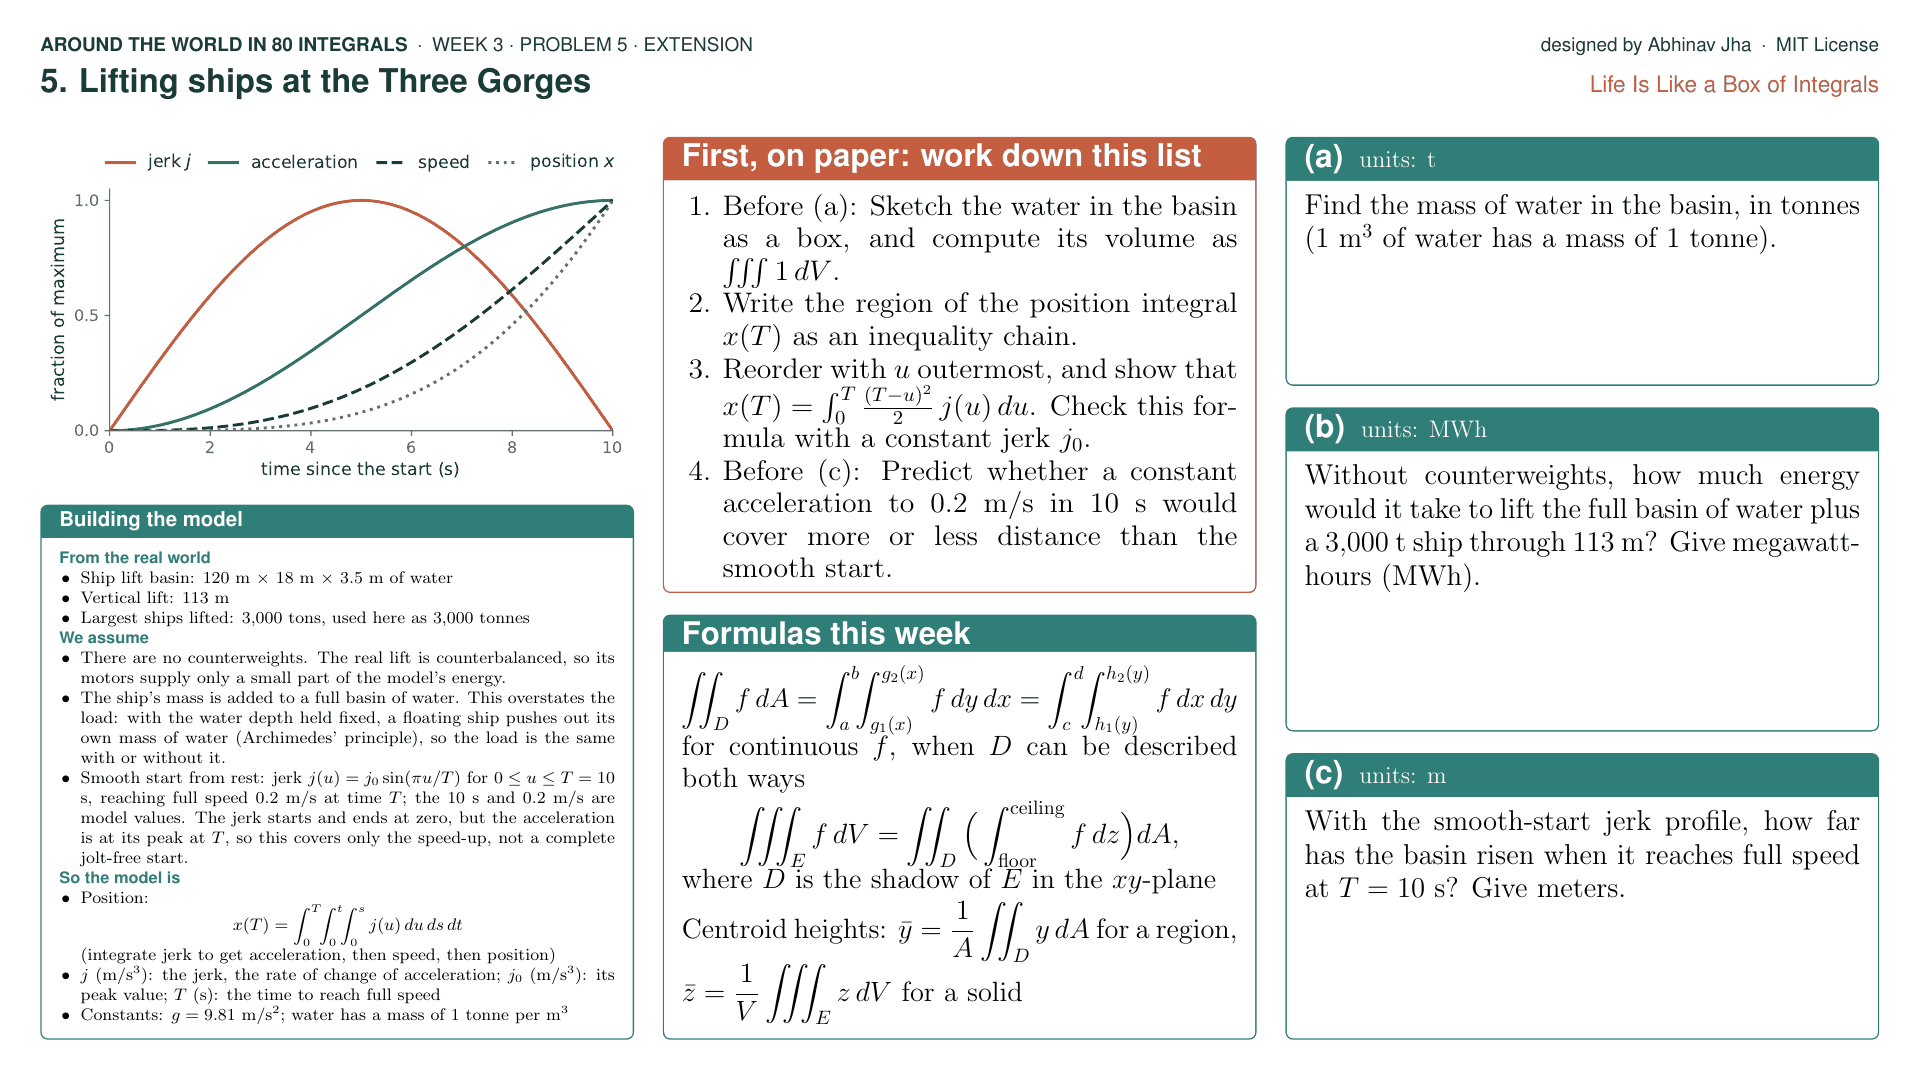 AROUND THE WORLD IN 80 INTEGRALS · WEEK 3 · PROBLEM 5 · EXTENSION
designed by Abhinav Jha · MIT License
5. Lifting ships at the Three Gorges
Life Is Like a Box of Integrals
jerk j
acceleration
speed
position x
fraction of maximum
1.0
0.5
0.0
0 2 4 6 8 10
time since the start (s)
Building the model
From the real world
• Ship lift basin: 120 m × 18 m × 3.5 m of water
• Vertical lift: 113 m
• Largest ships lifted: 3,000 tons, used here as 3,000 tonnes
We assume
• There are no counterweights. The real lift is counterbalanced, so its
motors supply only a small part of the model's energy.
• The ship's mass is added to a full basin of water. This overstates the
load: with the water depth held fixed, a floating ship pushes out its
own mass of water (Archimedes' principle), so the load is the same
with or without it.
• Smooth start from rest: jerk j(u) = j₀ sin(πu/T) for 0 ≤ u ≤ T = 10
s, reaching full speed 0.2 m/s at time T; the 10 s and 0.2 m/s are
model values. The jerk starts and ends at zero, but the acceleration
is at its peak at T, so this covers only the speed-up, not a complete
jolt-free start.
So the model is
• Position:
x(T) = ∫₀ᵀ ∫₀ᵗ ∫₀ˢ j(u) du ds dt
(integrate jerk to get acceleration, then speed, then position)
• j (m/s³): the jerk, the rate of change of acceleration; j₀ (m/s³): its
peak value; T (s): the time to reach full speed
• Constants: g = 9.81 m/s²; water has a mass of 1 tonne per m³
First, on paper: work down this list
1. Before (a): Sketch the water in the basin
as a box, and compute its volume as
∭ 1 dV.
2. Write the region of the position integral
x(T) as an inequality chain.
3. Reorder with u outermost, and show that
x(T) = ∫₀ᵀ (T−u)²/2 j(u) du. Check this for-
mula with a constant jerk j₀.
4. Before (c): Predict whether a constant
acceleration to 0.2 m/s in 10 s would
cover more or less distance than the
smooth start.
Formulas this week
∬_D f dA = ∫_a^b ∫_{g₁(x)}^{g₂(x)} f dy dx = ∫_c^d ∫_{h₁(y)}^{h₂(y)} f dx dy
for continuous f, when D can be described
both ways
∭_E f dV = ∬_D ( ∫_floor^ceiling f dz ) dA,
where D is the shadow of E in the xy-plane
Centroid heights: ȳ = 1/A ∬_D y dA for a region,
z̄ = 1/V ∭_E z dV for a solid
(a) units: t
Find the mass of water in the basin, in tonnes
(1 m³ of water has a mass of 1 tonne).
(b) units: MWh
Without counterweights, how much energy
would it take to lift the full basin of water plus
a 3,000 t ship through 113 m? Give megawatt-
hours (MWh).
(c) units: m
With the smooth-start jerk profile, how far
has the basin risen when it reaches full speed
at T = 10 s? Give meters.